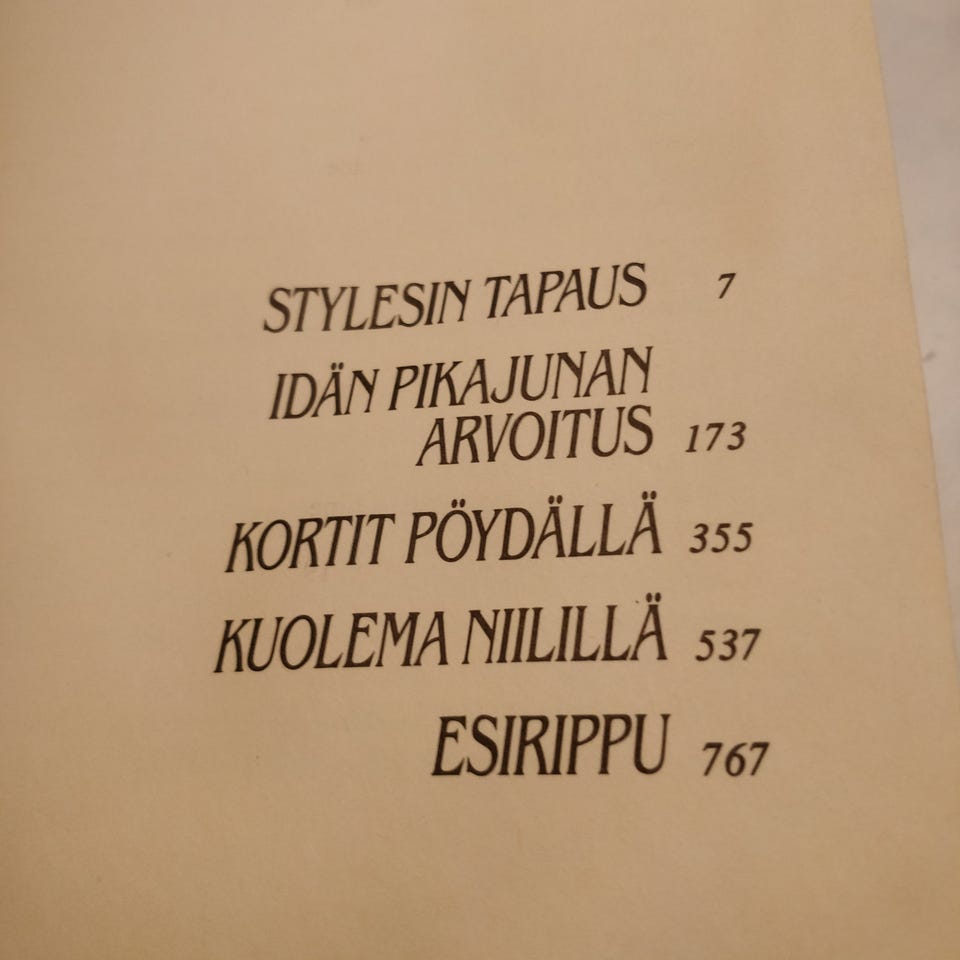 STYLESIN TAPAUS 7
IDÄN PIKAJUNAN
ARVOITUS 173
KORTIT PÖYDÄLLÄ 355
KUOLEMA NIILILLÄ 537
ESIRIPPU 767